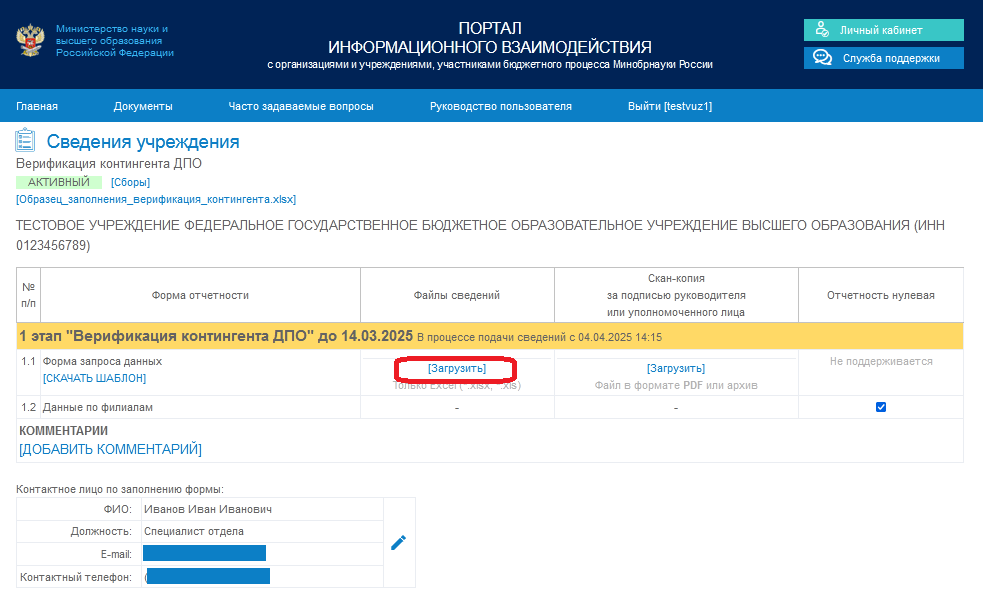 Министерство науки и
высшего образования
Российской Федерации
ПОРТАЛ
ИНФОРМАЦИОННОГО ВЗАИМОДЕЙСТВИЯ
с организациями и учреждениями, участниками бюджетного процесса Минобрнауки России
Личный кабинет
Служба поддержки
Главная Документы Часто задаваемые вопросы Руководство пользователя Выйти [testvuz1]
Сведения учреждения
Верификация контингента ДПО
АКТИВНЫЙ [Сборы]
[Образец_заполнения_верификация_контингента.xlsx]
ТЕСТОВОЕ УЧРЕЖДЕНИЕ ФЕДЕРАЛЬНОЕ ГОСУДАРСТВЕННОЕ БЮДЖЕТНОЕ ОБРАЗОВАТЕЛЬНОЕ УЧРЕЖДЕНИЕ ВЫСШЕГО ОБРАЗОВАНИЯ (ИНН
0123456789)
№
п/п
Форма отчетности
Файлы сведений
Скан-копия
за подписью руководителя
или уполномоченного лица
Отчетность нулевая
1 этап "Верификация контингента ДПО" до 14.03.2025 В процессе подачи сведений с 04.04.2025 14:15
1.1 Форма запроса данных
[СКАЧАТЬ ШАБЛОН]
[Загрузить]
Только Excel (*.xlsx, *.xls)
[Загрузить]
Файл в формате PDF или архив
Не поддерживается
1.2 Данные по филиалам - -
КОММЕНТАРИИ
[ДОБАВИТЬ КОММЕНТАРИЙ]
Контактное лицо по заполнению формы:
ФИО: Иванов Иван Иванович
Должность: Специалист отдела
E-mail:
Контактный телефон: (